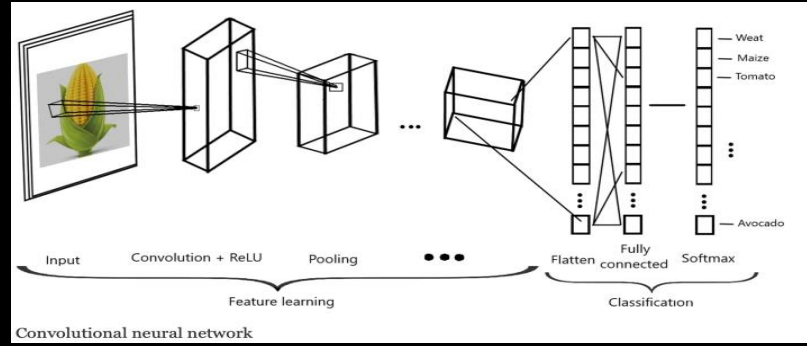 Weat
Maize
Tomato
Avocado
Input
Convolution + ReLU
Pooling
Flatten
Fully
connected
Softmax
Feature learning
Classification
Convolutional neural network